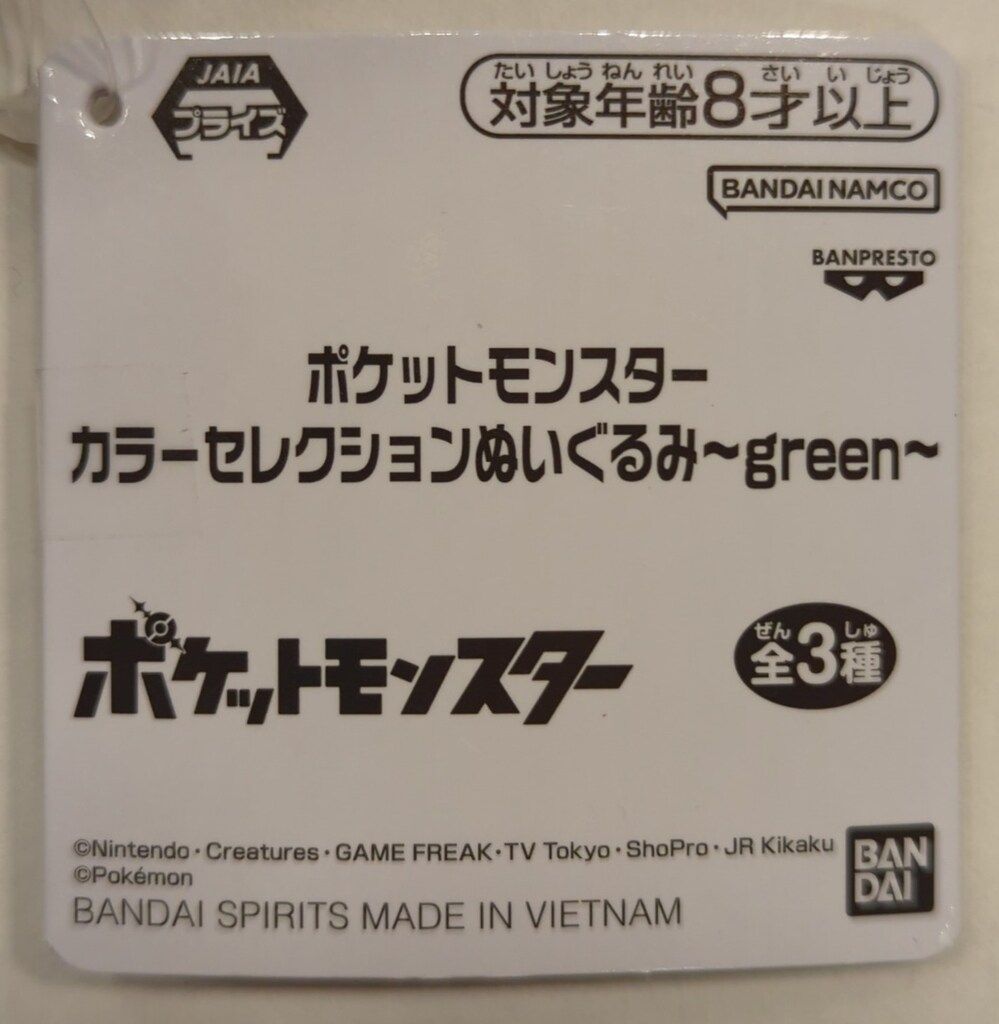 JAIA
プライズ
たいしょうねんれい さいいじょう
対象年齢8才以上
BANDAI NAMCO
BANPRESTO
ポケットモンスター
カラーセレクションぬいぐるみ~green~
ポケットモンスター
ぜん しゅ
全3種
©Nintendo・Creatures・GAME FREAK・TV Tokyo・ShoPro・JR Kikaku
©Pokémon
BANDAI SPIRITS MADE IN VIETNAM
BAN
DAI